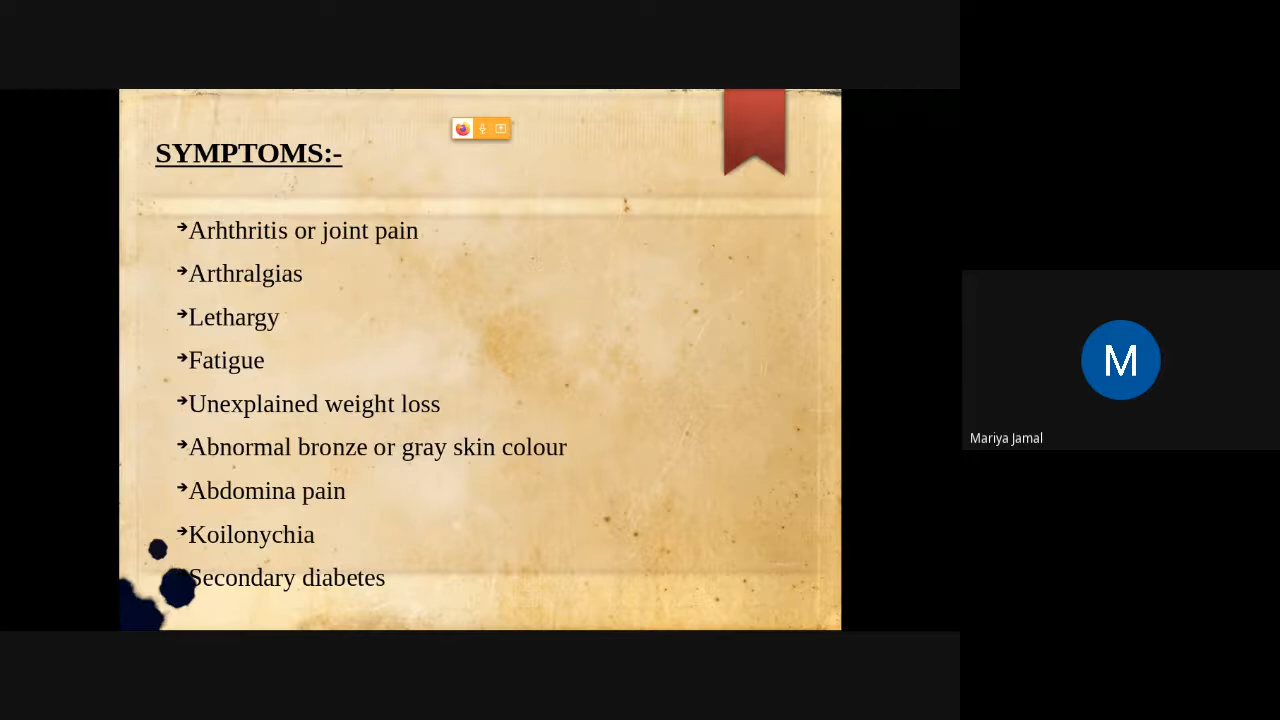 SYMPTOMS:-
➔Arhthritis or joint pain
➔Arthralgias
➔Lethargy
➔Fatigue
➔Unexplained weight loss
➔Abnormal bronze or gray skin colour
➔Abdomina pain
➔Koilonychia
Secondary diabetes
M
Mariya Jamal